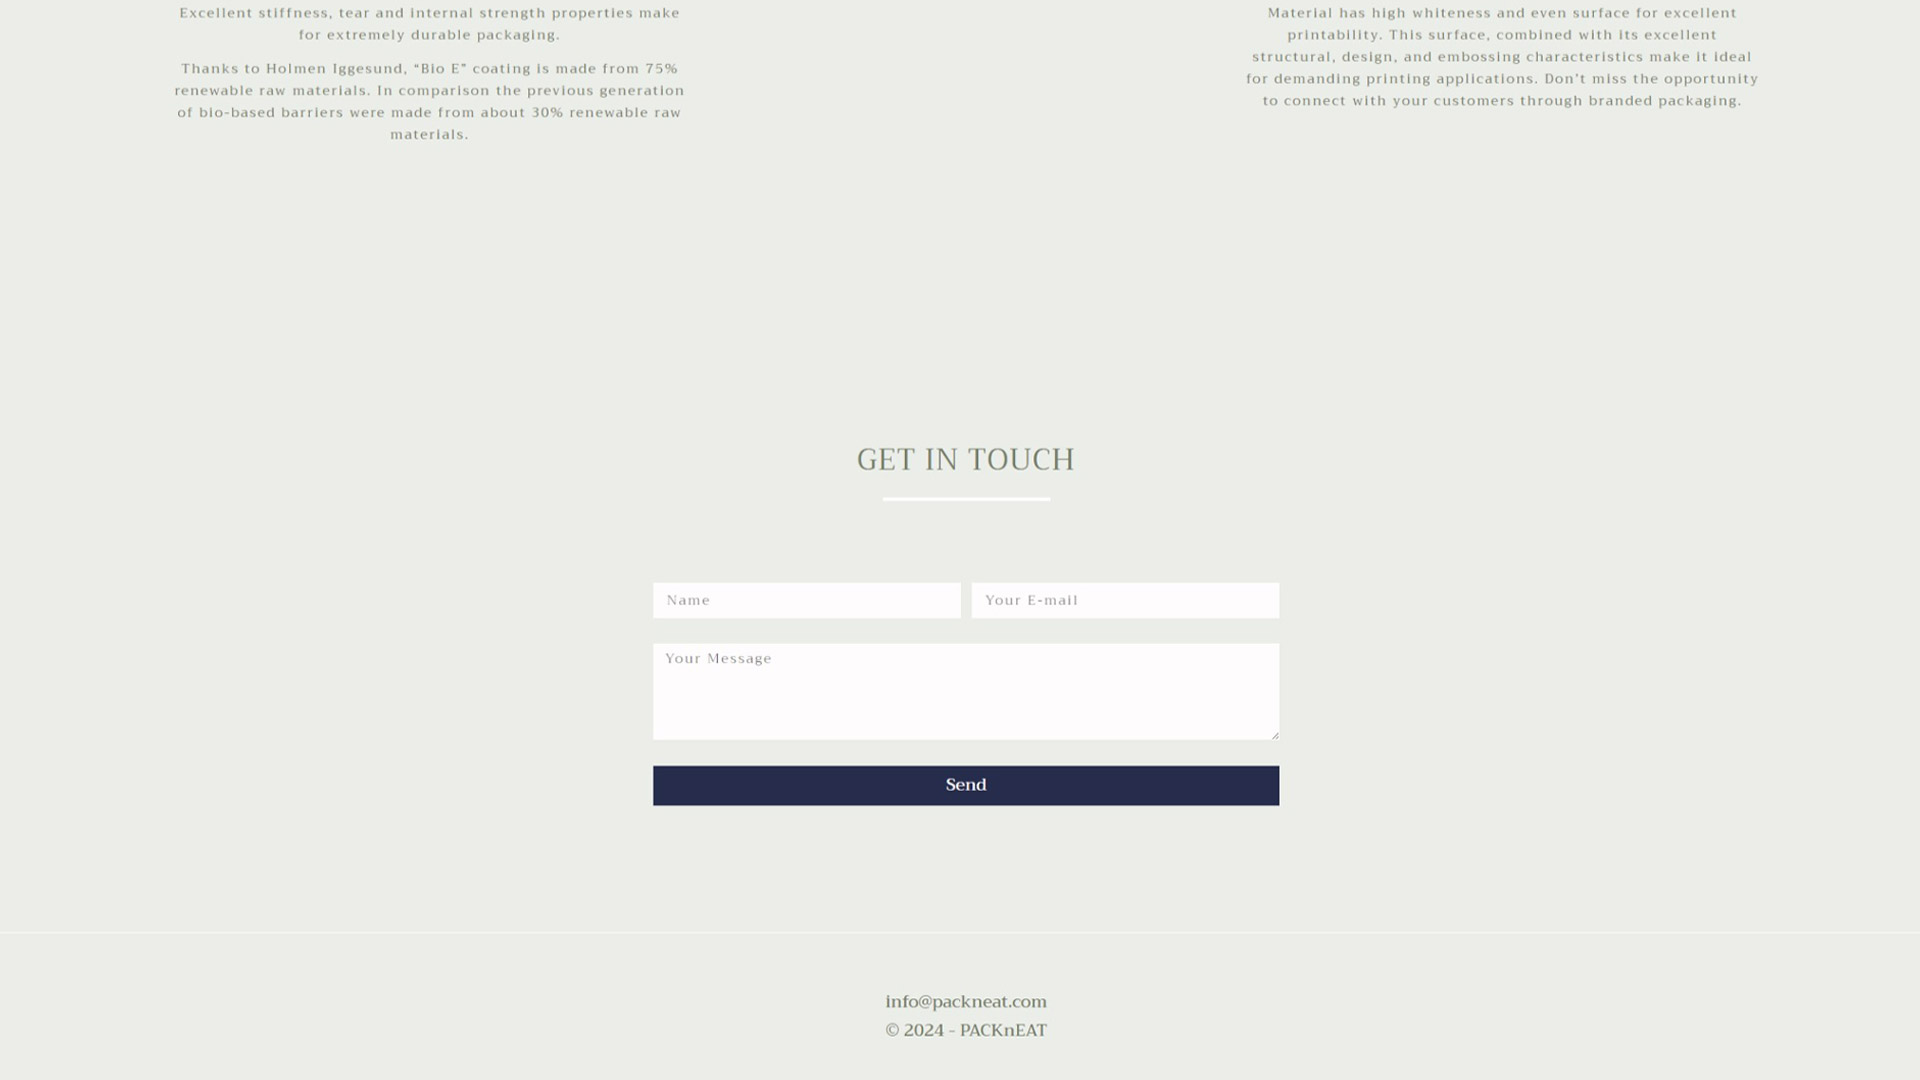 Excellent stiffness, tear and internal strength properties make
for extremely durable packaging.
Thanks to Holmen Iggesund, “Bio E” coating is made from 75%
renewable raw materials. In comparison the previous generation
of bio-based barriers were made from about 30% renewable raw
materials.
Material has high whiteness and even surface for excellent
printability. This surface, combined with its excellent
structural, design, and embossing characteristics make it ideal
for demanding printing applications. Don’t miss the opportunity
to connect with your customers through branded packaging.
GET IN TOUCH
Name
Your E-mail
Your Message
Send
info@packneat.com
© 2024 - PACKnEAT